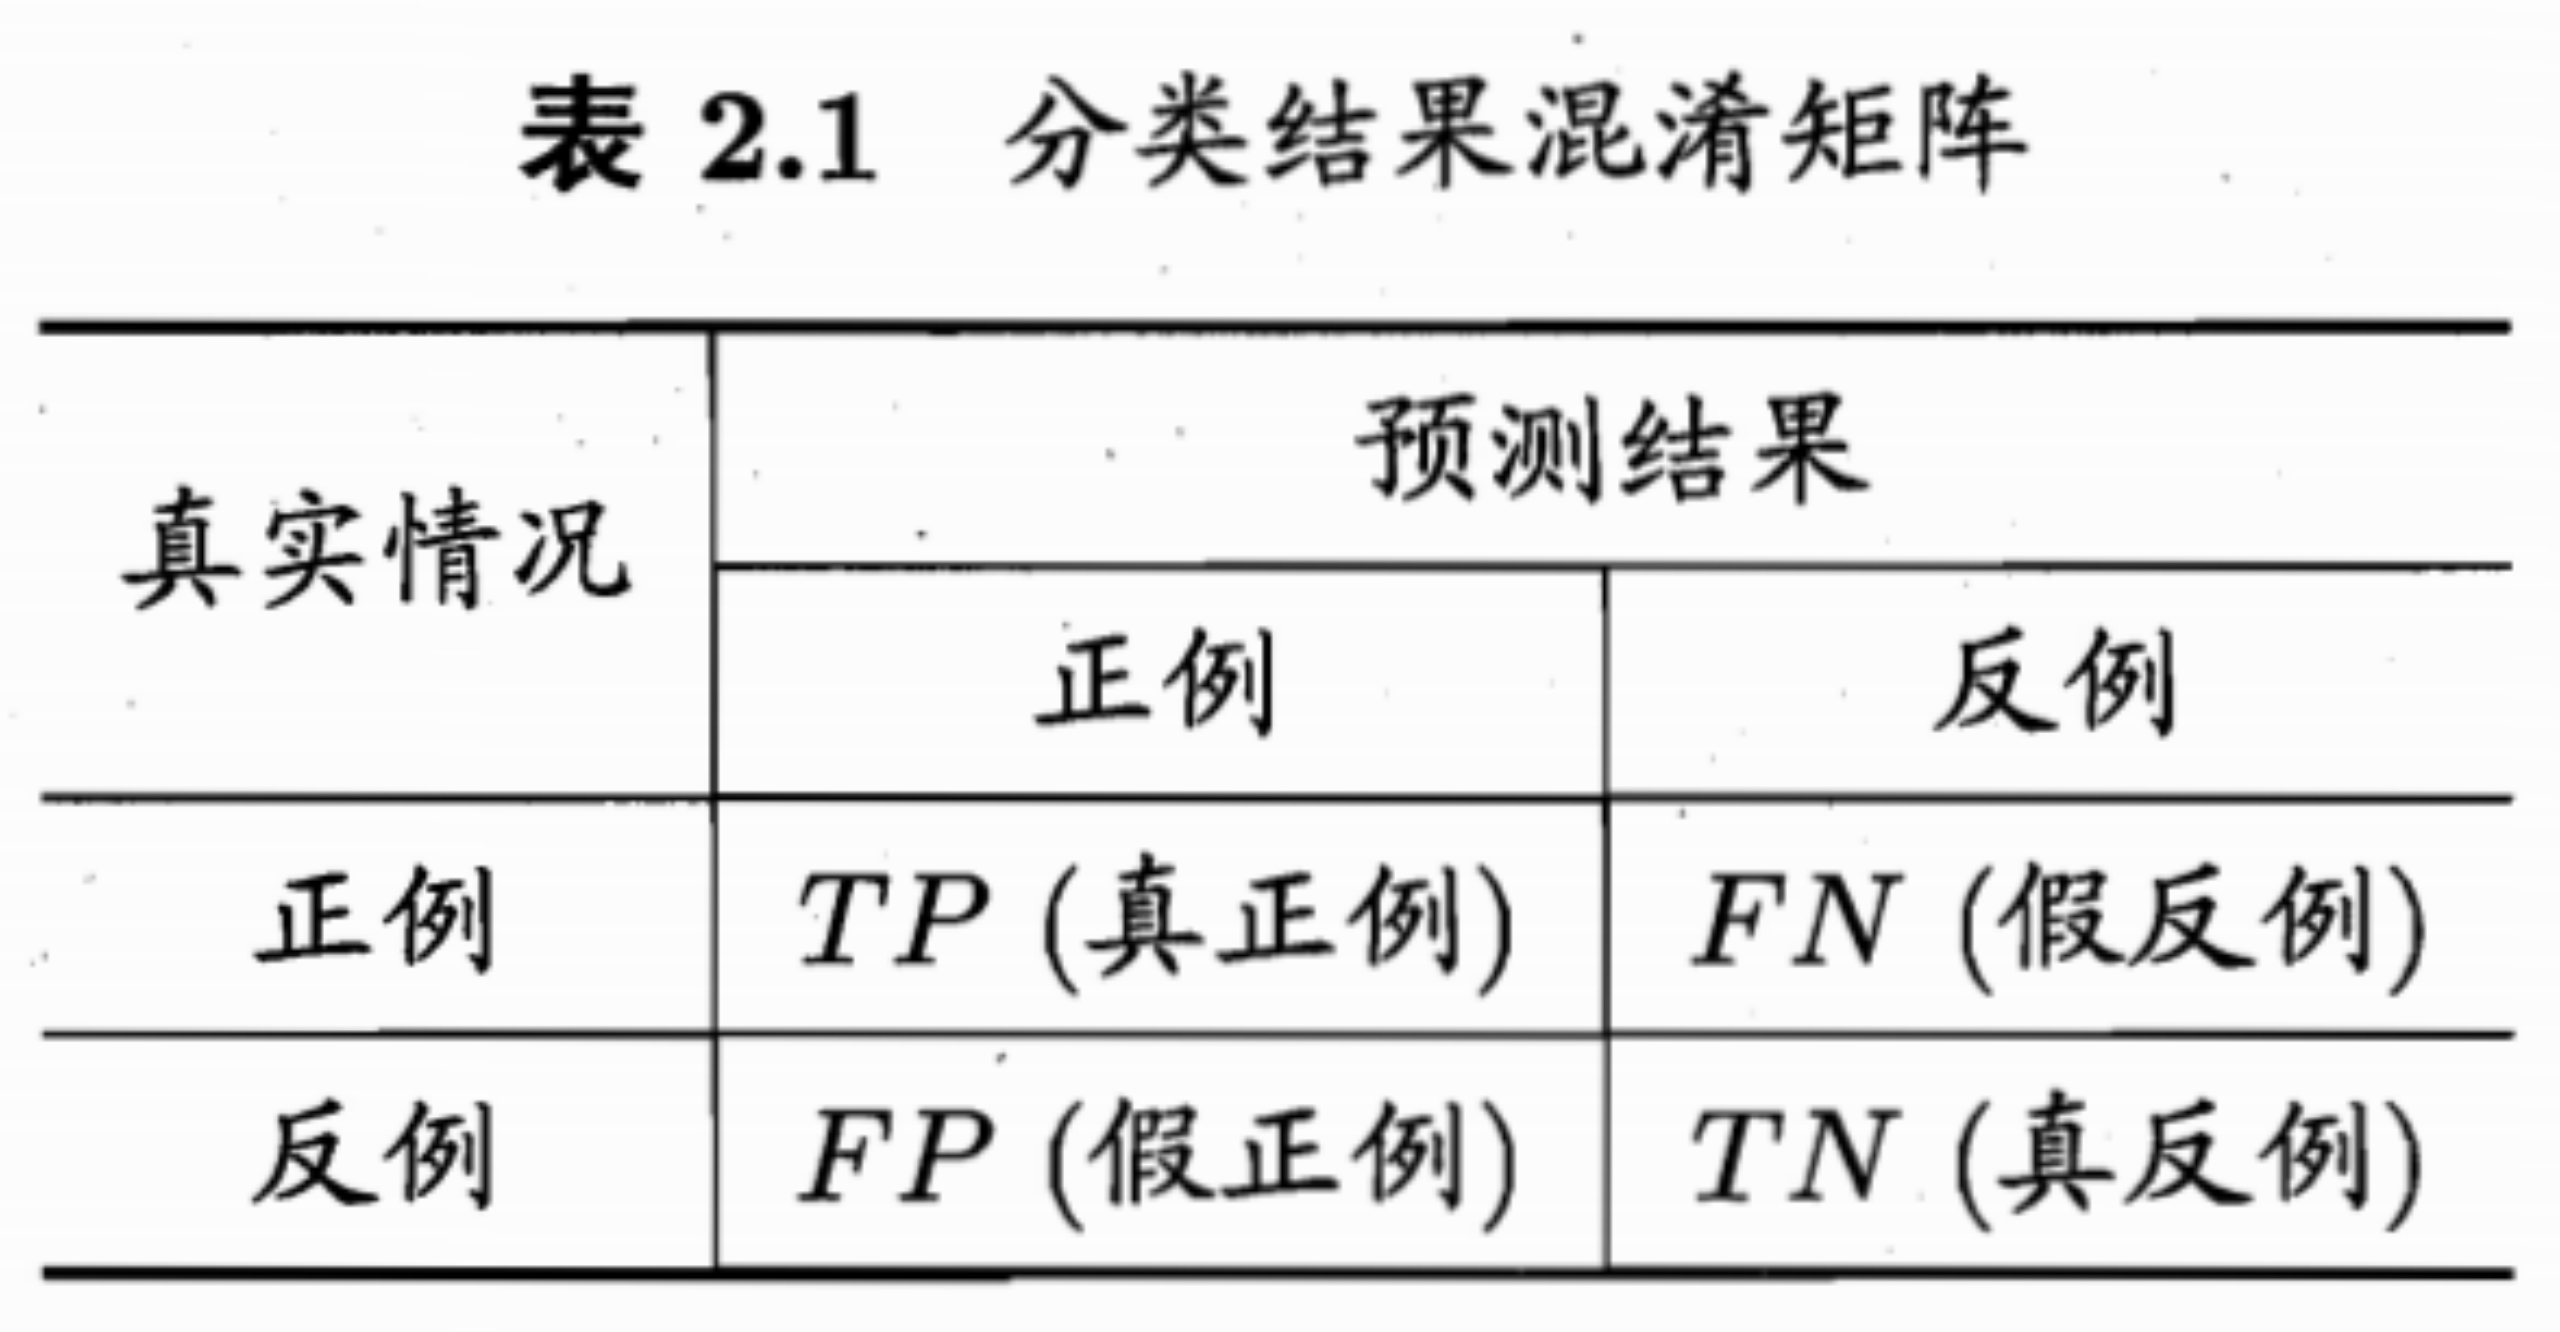 表 2.1 分类结果混淆矩阵
真实情况 预测结果
正例 反例
正例 TP (真正例) FN (假反例)
反例 FP (假正例) TN (真反例)